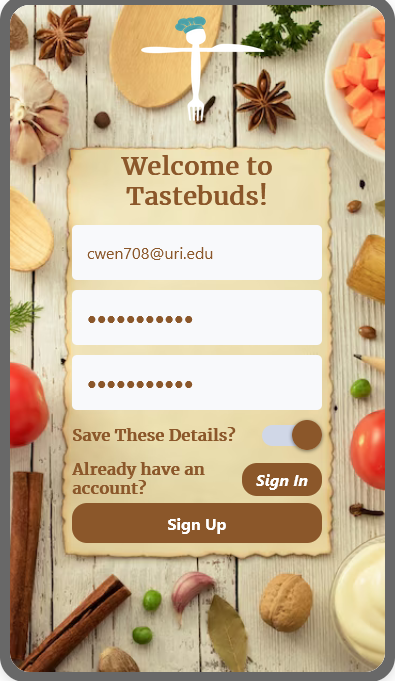 Welcome to
Tastebuds!
cwen708@uri.edu
●●●●●●●●●●●
●●●●●●●●●●●
Save These Details?
Already have an
account?
Sign In
Sign Up